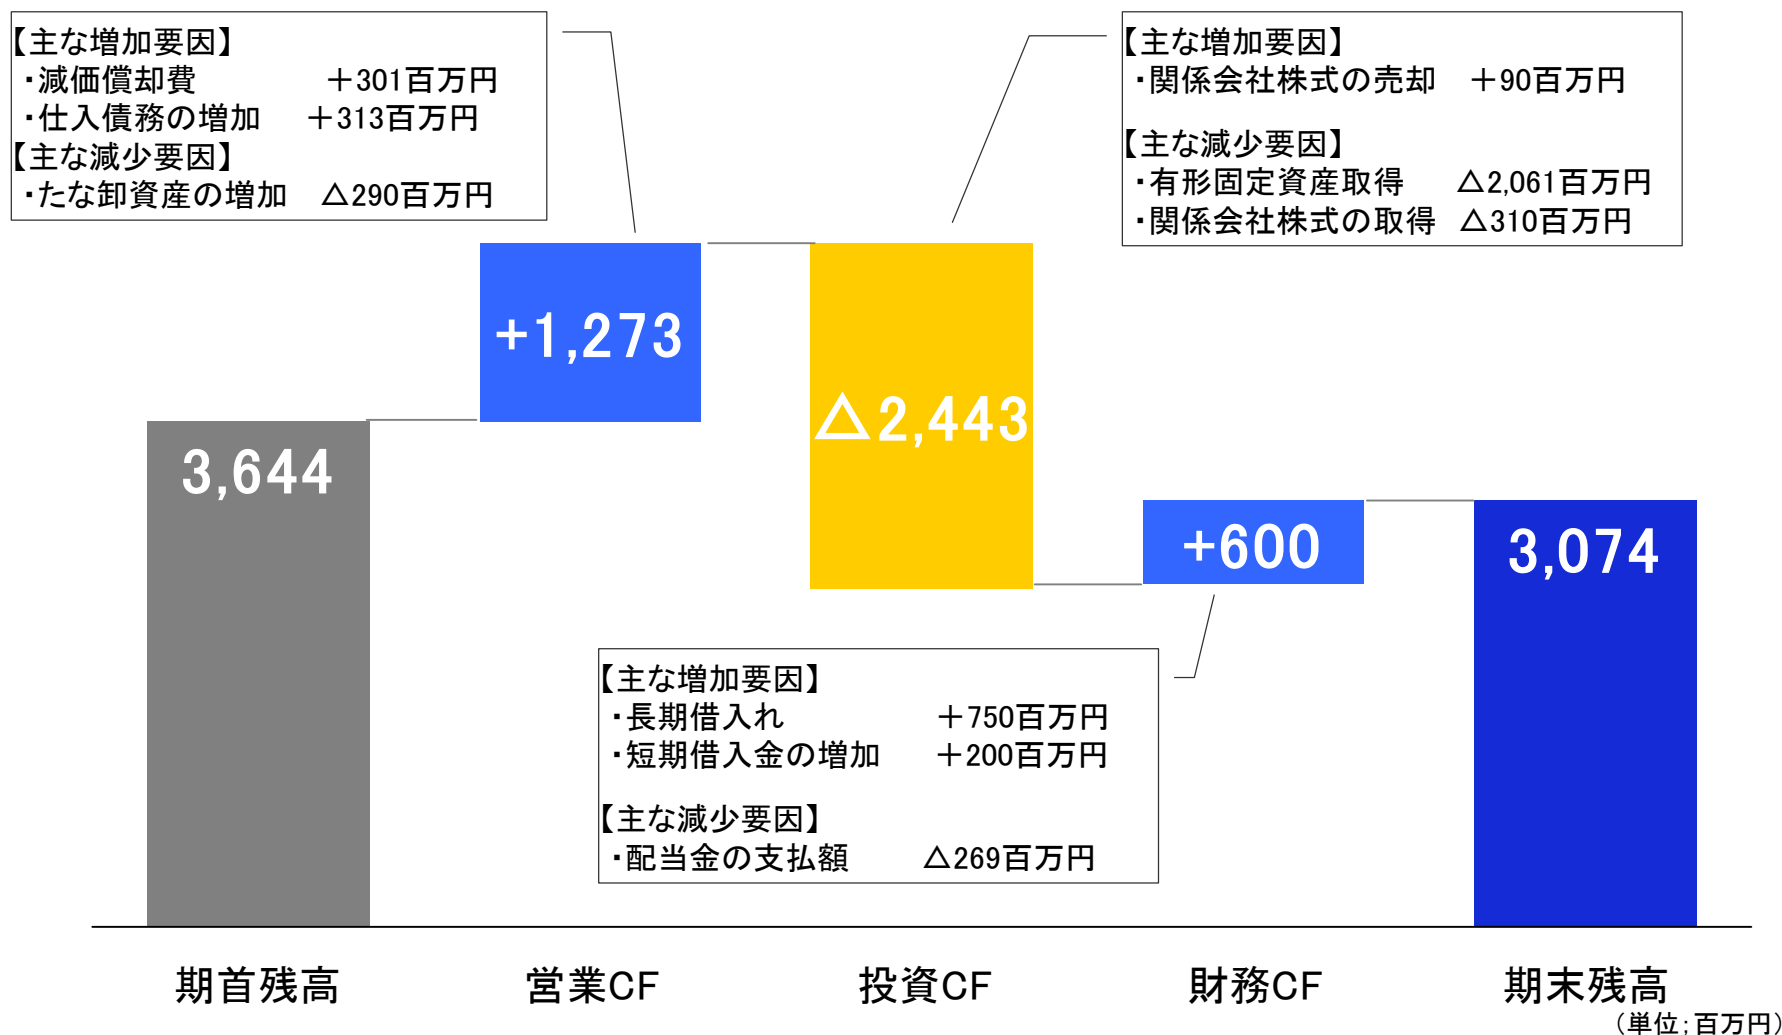 【主な増加要因】
・減価償却費 +301百万円
・仕入債務の増加 +313百万円
【主な減少要因】
・たな卸資産の増加 △290百万円
【主な増加要因】
・関係会社株式の売却 +90百万円
【主な減少要因】
・有形固定資産取得 △2,061百万円
・関係会社株式の取得 △310百万円
+1,273
△2,443
3,644
+600
3,074
【主な増加要因】
・長期借入れ +750百万円
・短期借入金の増加 +200百万円
【主な減少要因】
・配当金の支払額 △269百万円
期首残高 営業CF 投資CF 財務CF 期末残高
(単位;百万円)